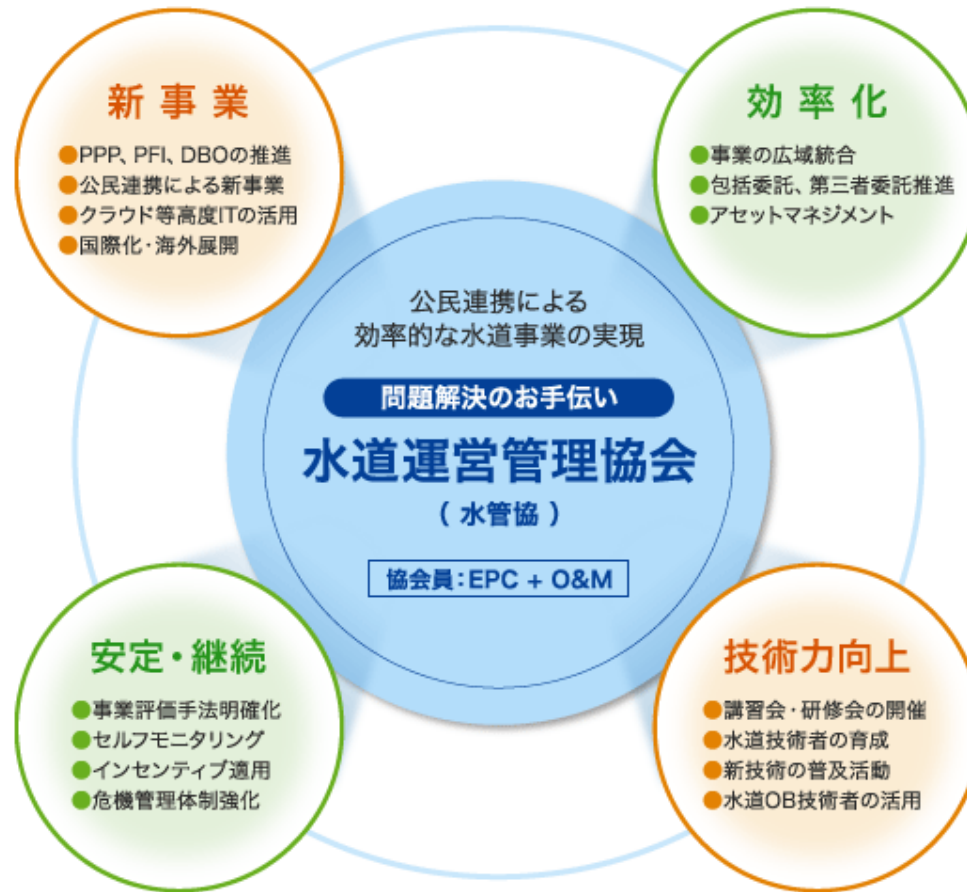 新事業
●PPP、PFI、DBOの推進
●公民連携による新事業
●クラウド等高度ITの活用
●国際化・海外展開
効率化
●事業の広域統合
●包括委託、第三者委託推進
●アセットマネジメント
公民連携による
効率的な水道事業の実現
問題解決のお手伝い
水道運営管理協会
（ 水管協 ）
協会員：EPC + O&M
安定・継続
●事業評価手法明確化
●セルフモニタリング
●インセンティブ適用
●危機管理体制強化
技術力向上
●講習会・研修会の開催
●水道技術者の育成
●新技術の普及活動
●水道OB技術者の活用